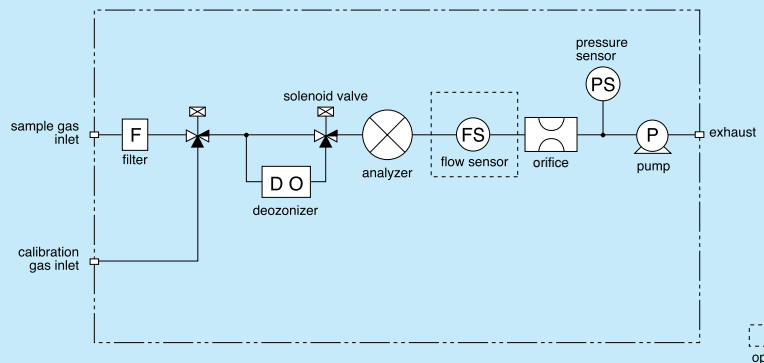 pressure
sensor
PS
solenoid valve
sample gas
inlet
F
filter
FS
flow sensor
analyzer
orifice
P
pump
exhaust
D O
deozonizer
calibration
gas inlet